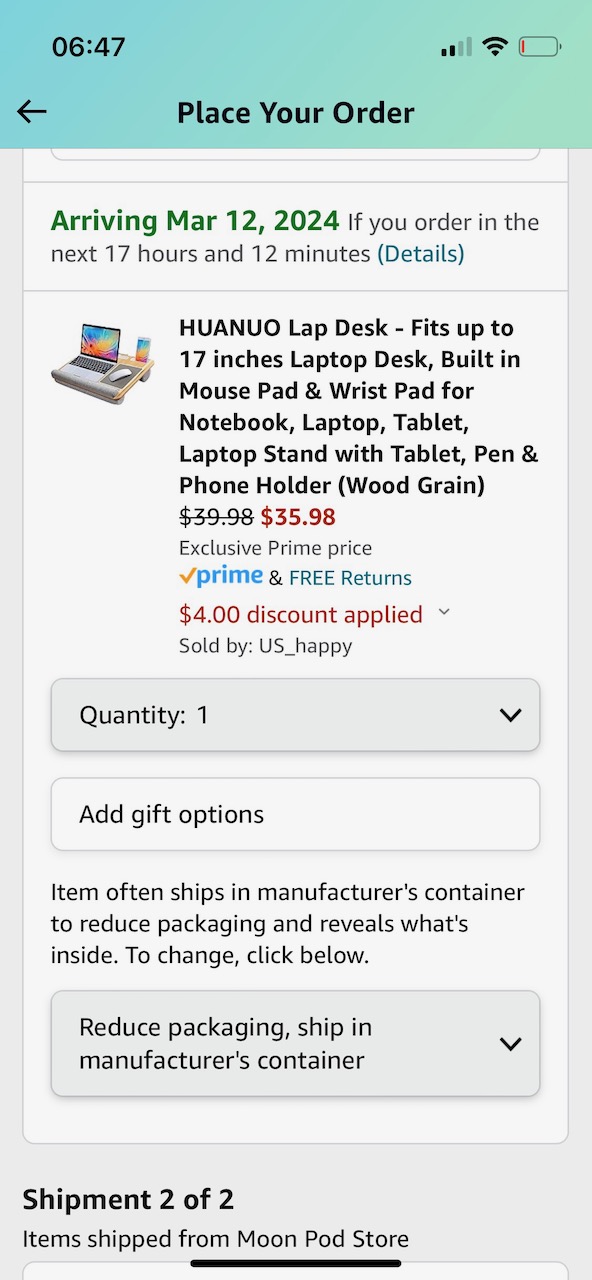 06:47
Place Your Order
Arriving Mar 12, 2024 If you order in the
next 17 hours and 12 minutes (Details)
HUANUO Lap Desk - Fits up to
17 inches Laptop Desk, Built in
Mouse Pad & Wrist Pad for
Notebook, Laptop, Tablet,
Laptop Stand with Tablet, Pen &
Phone Holder (Wood Grain)
$39.98 $35.98
Exclusive Prime price
prime & FREE Returns
$4.00 discount applied
Sold by: US_happy
Quantity: 1
Add gift options
Item often ships in manufacturer's container
to reduce packaging and reveals what's
inside. To change, click below.
Reduce packaging, ship in
manufacturer's container
Shipment 2 of 2
Items shipped from Moon Pod Store